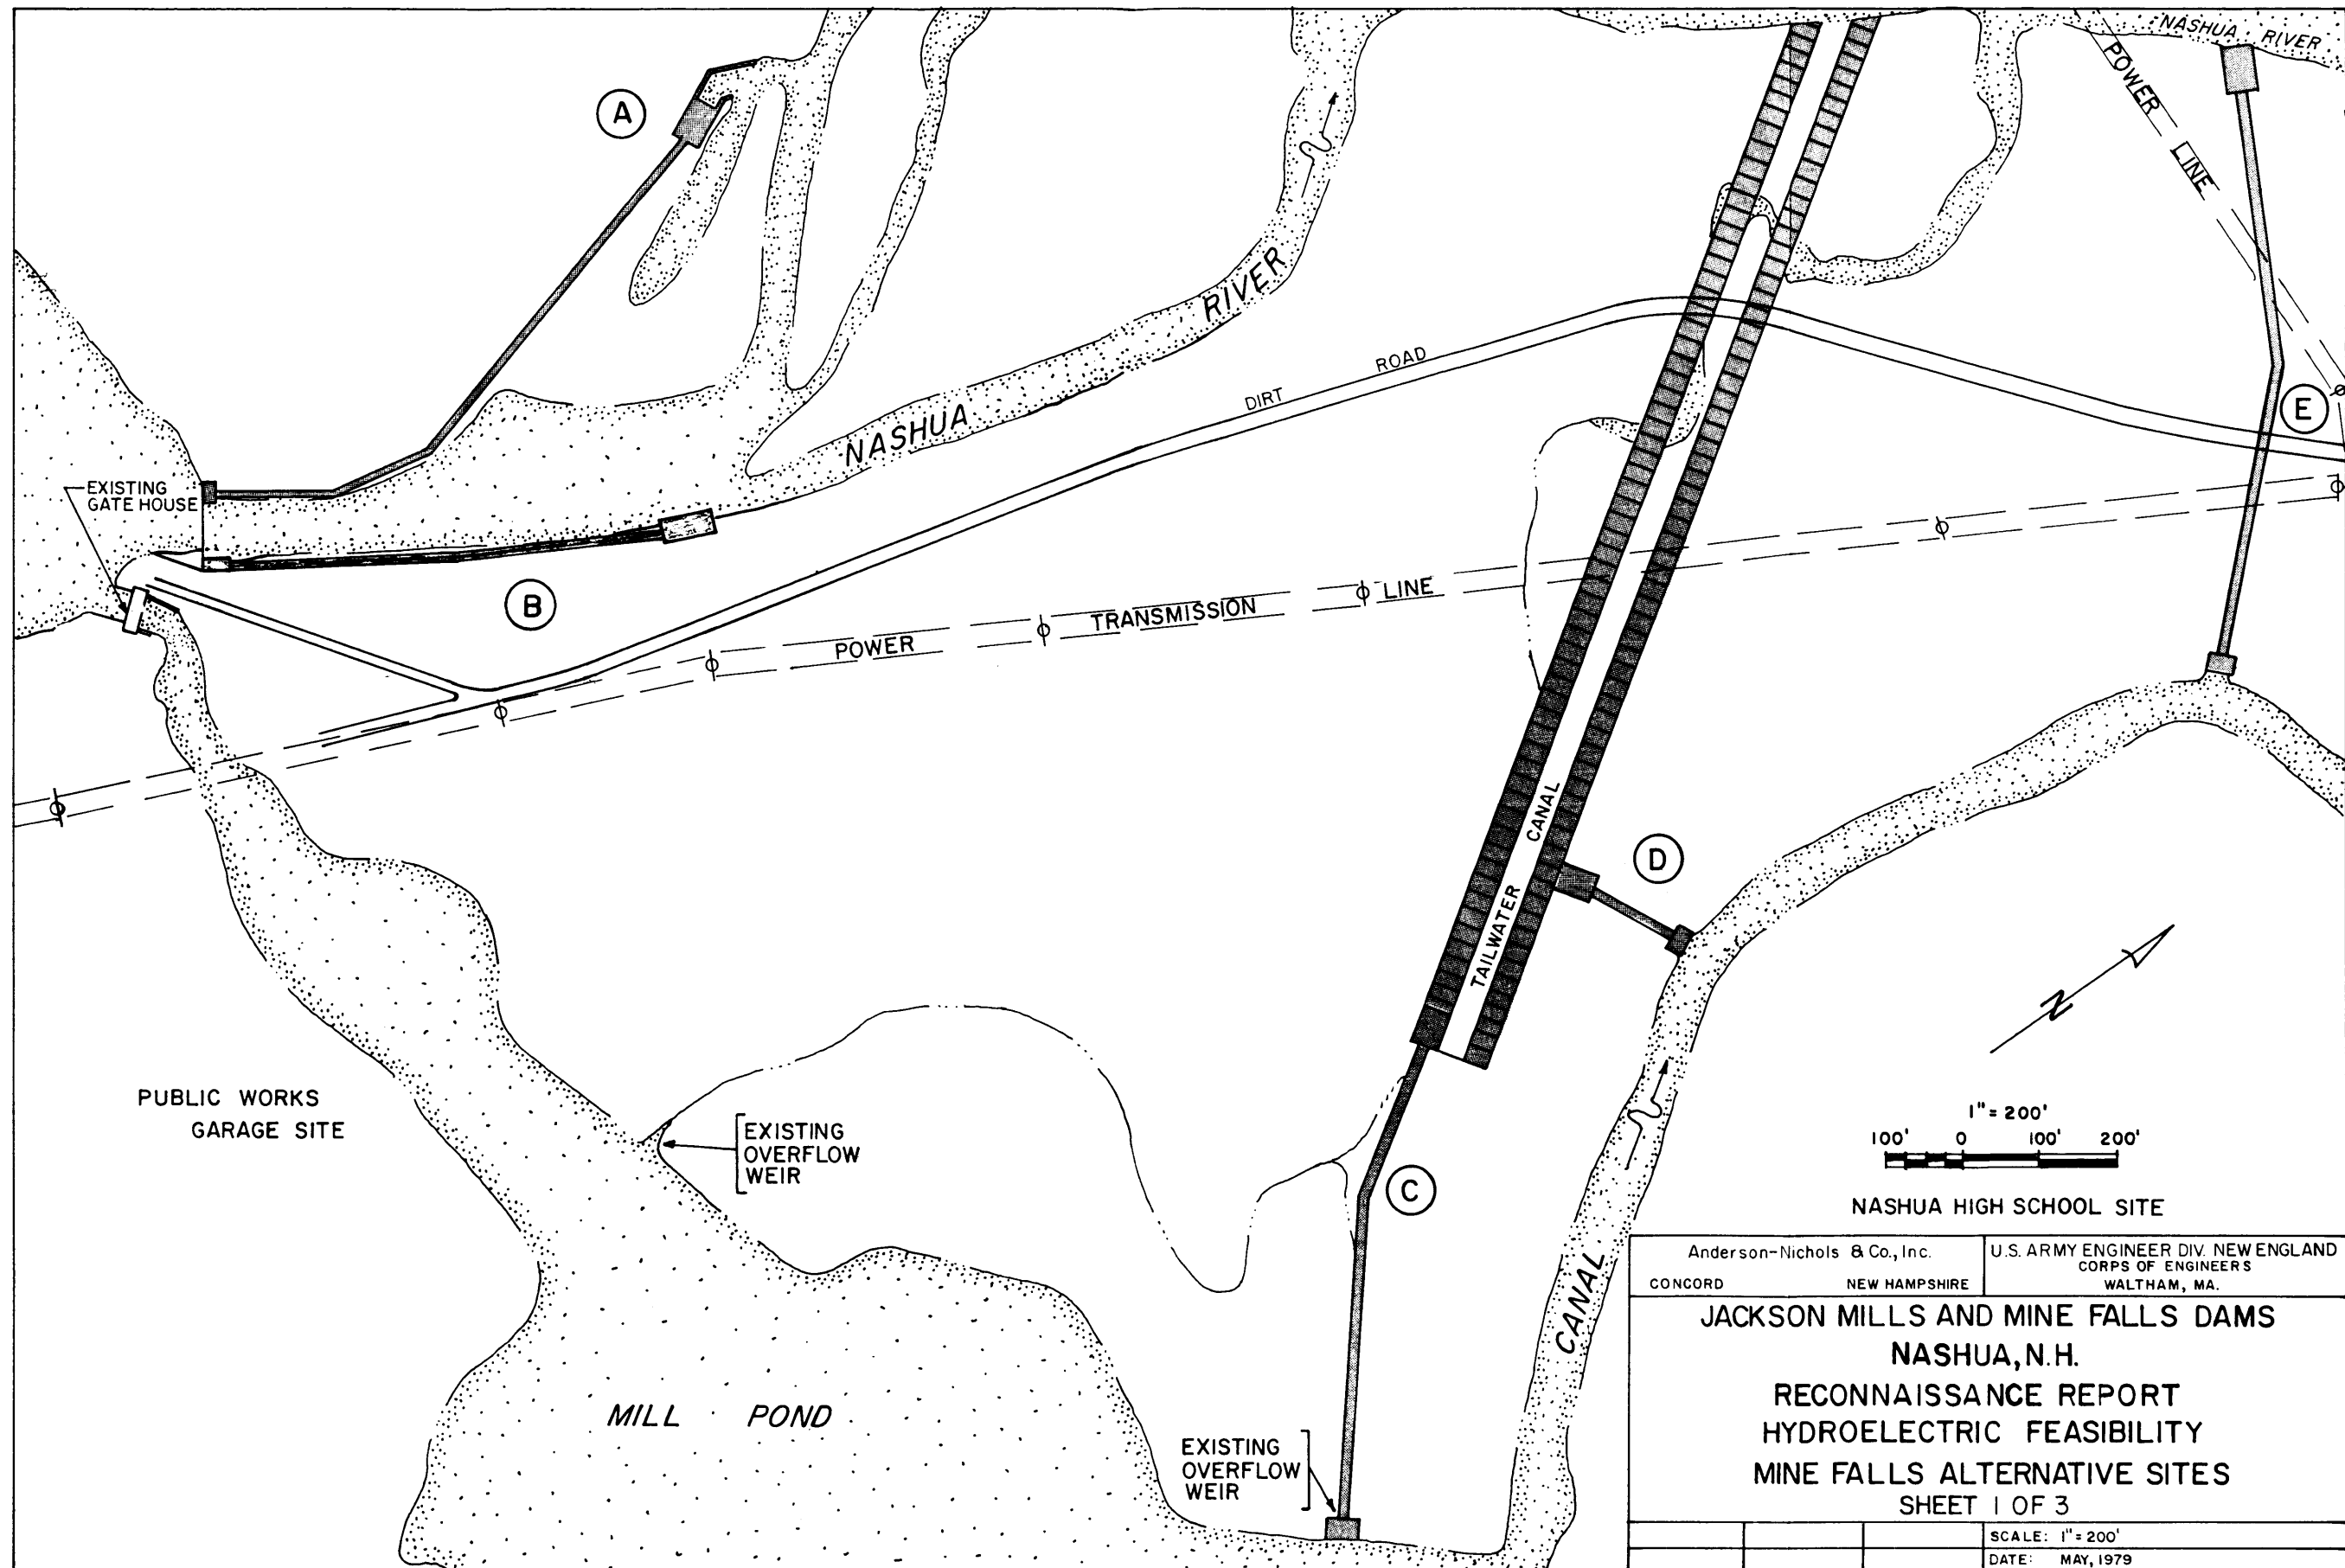 NASHUA RIVER
POWER
LINE
A
RIVER
NASHUA
DIRT
ROAD
E
EXISTING
GATE HOUSE
B
POWER
TRANSMISSION
LINE
TAILWATER CANAL
D
N
PUBLIC WORKS
GARAGE SITE
EXISTING
OVERFLOW
WEIR
C
1" = 200'
100' 0 100' 200'
NASHUA HIGH SCHOOL SITE
CANAL
MILL POND
EXISTING
OVERFLOW
WEIR
Anderson-Nichols & Co., Inc.
CONCORD NEW HAMPSHIRE
U.S. ARMY ENGINEER DIV. NEW ENGLAND
CORPS OF ENGINEERS
WALTHAM, MA.
JACKSON MILLS AND MINE FALLS DAMS
NASHUA, N.H.
RECONNAISSANCE REPORT
HYDROELECTRIC FEASIBILITY
MINE FALLS ALTERNATIVE SITES
SHEET 1 OF 3
SCALE: 1" = 200'
DATE: MAY, 1979